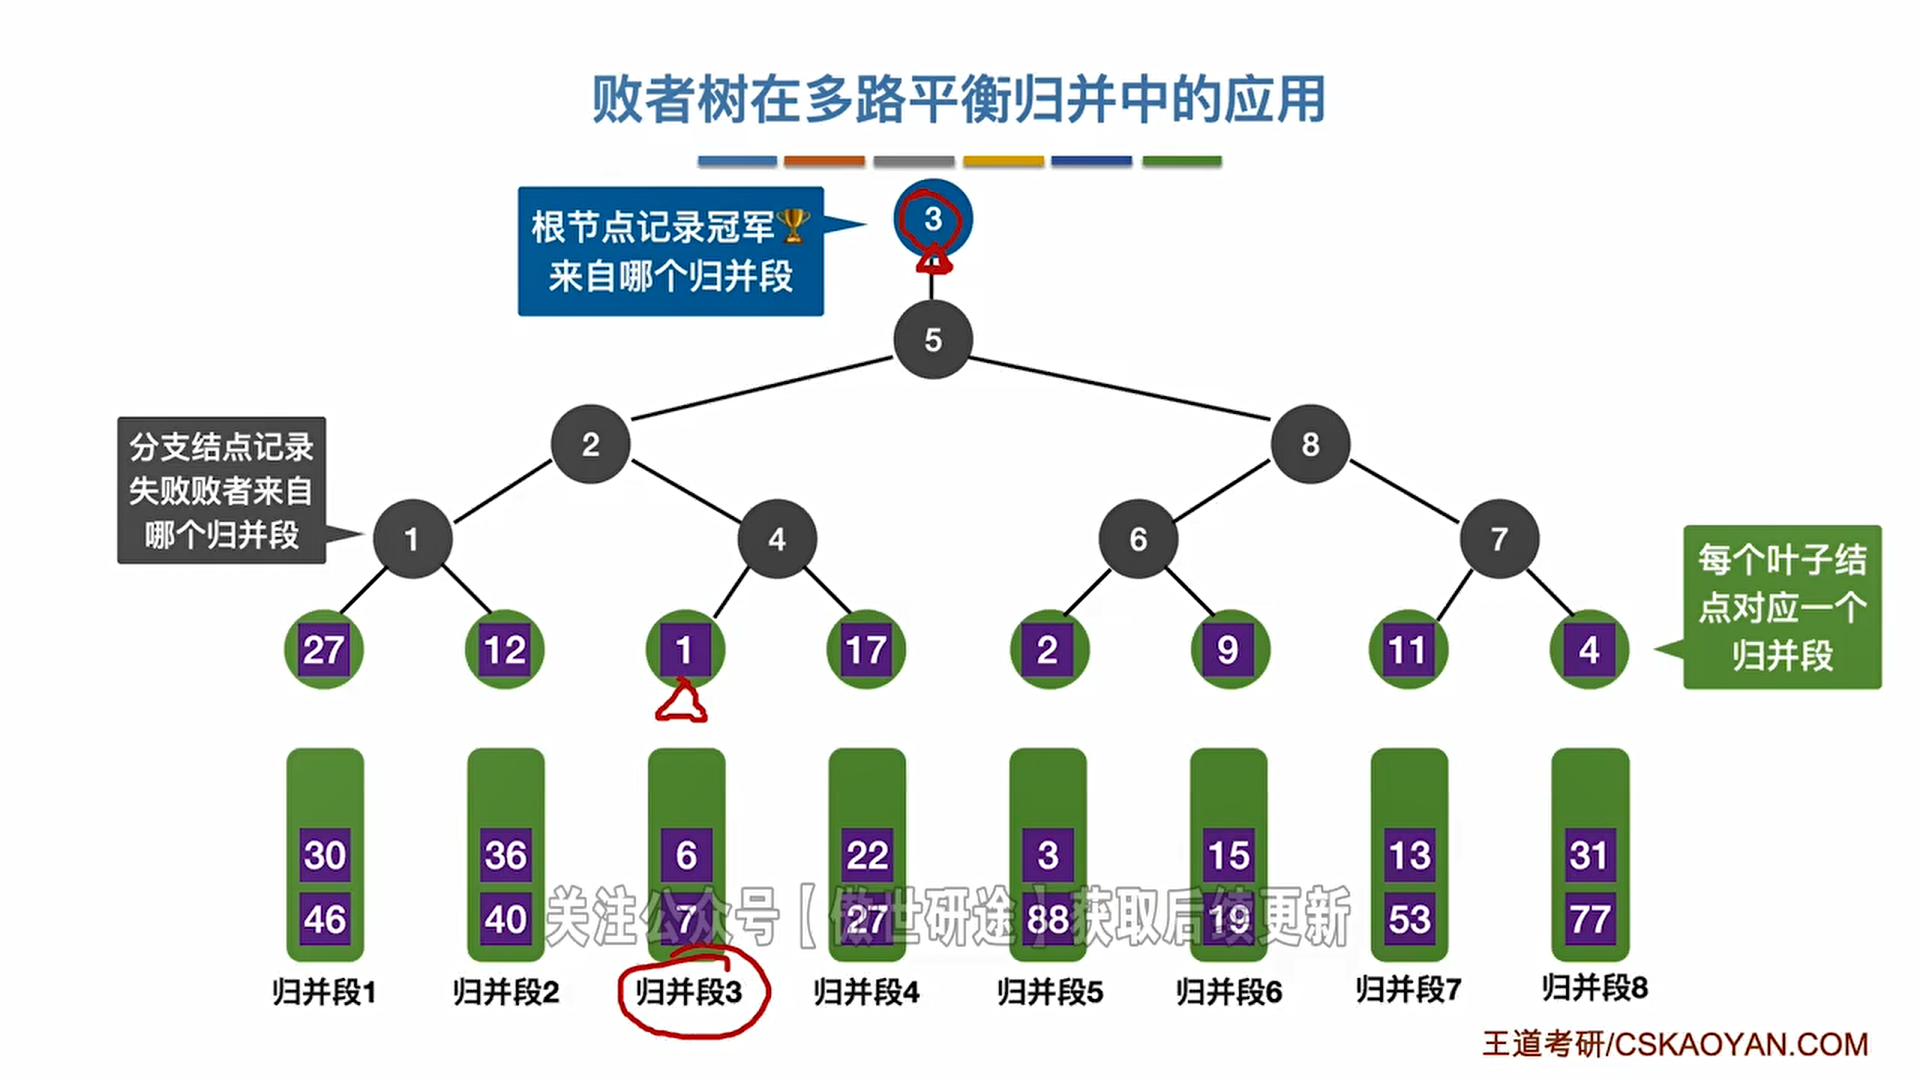 败者树在多路平衡归并中的应用
根节点记录冠军🏆
来自哪个归并段
3
5
2
8
分支结点记录
失败败者来自
哪个归并段
1
4
6
7
每个叶子结
点对应一个
归并段
27
12
1
17
2
9
11
4
30
36
6
22
3
15
13
31
46
40
7
27
88
19
53
77
关注公众号【傲世研途】获取后续更新
归并段1
归并段2
归并段3
归并段4
归并段5
归并段6
归并段7
归并段8
王道考研/CSKAOYAN.COM